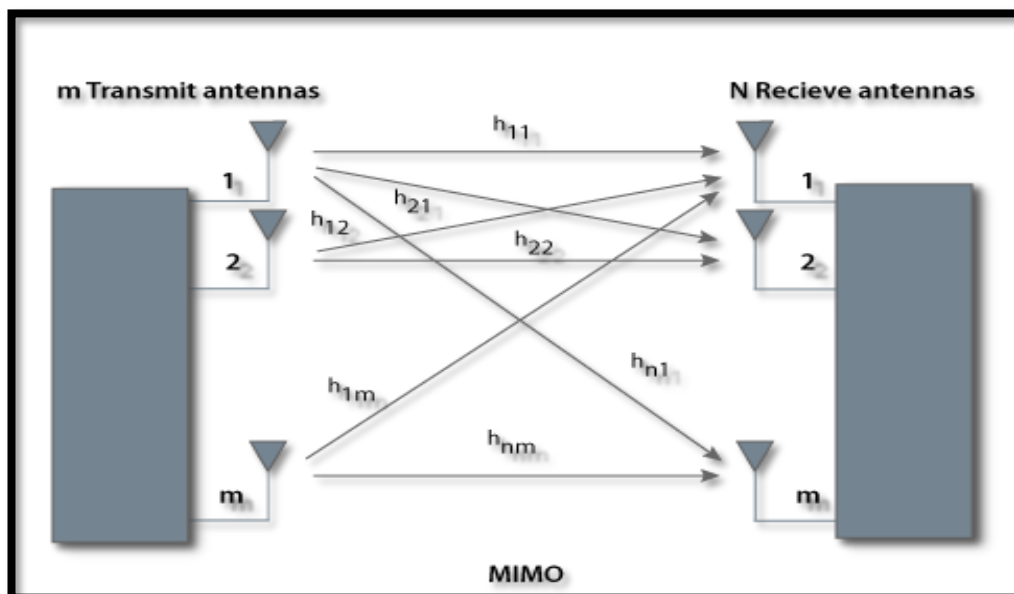 m Transmit antennas
N Recieve antennas
h11
1
1
h21
h12
h22
2
2
hn1
h1m
hnm
m
m
MIMO